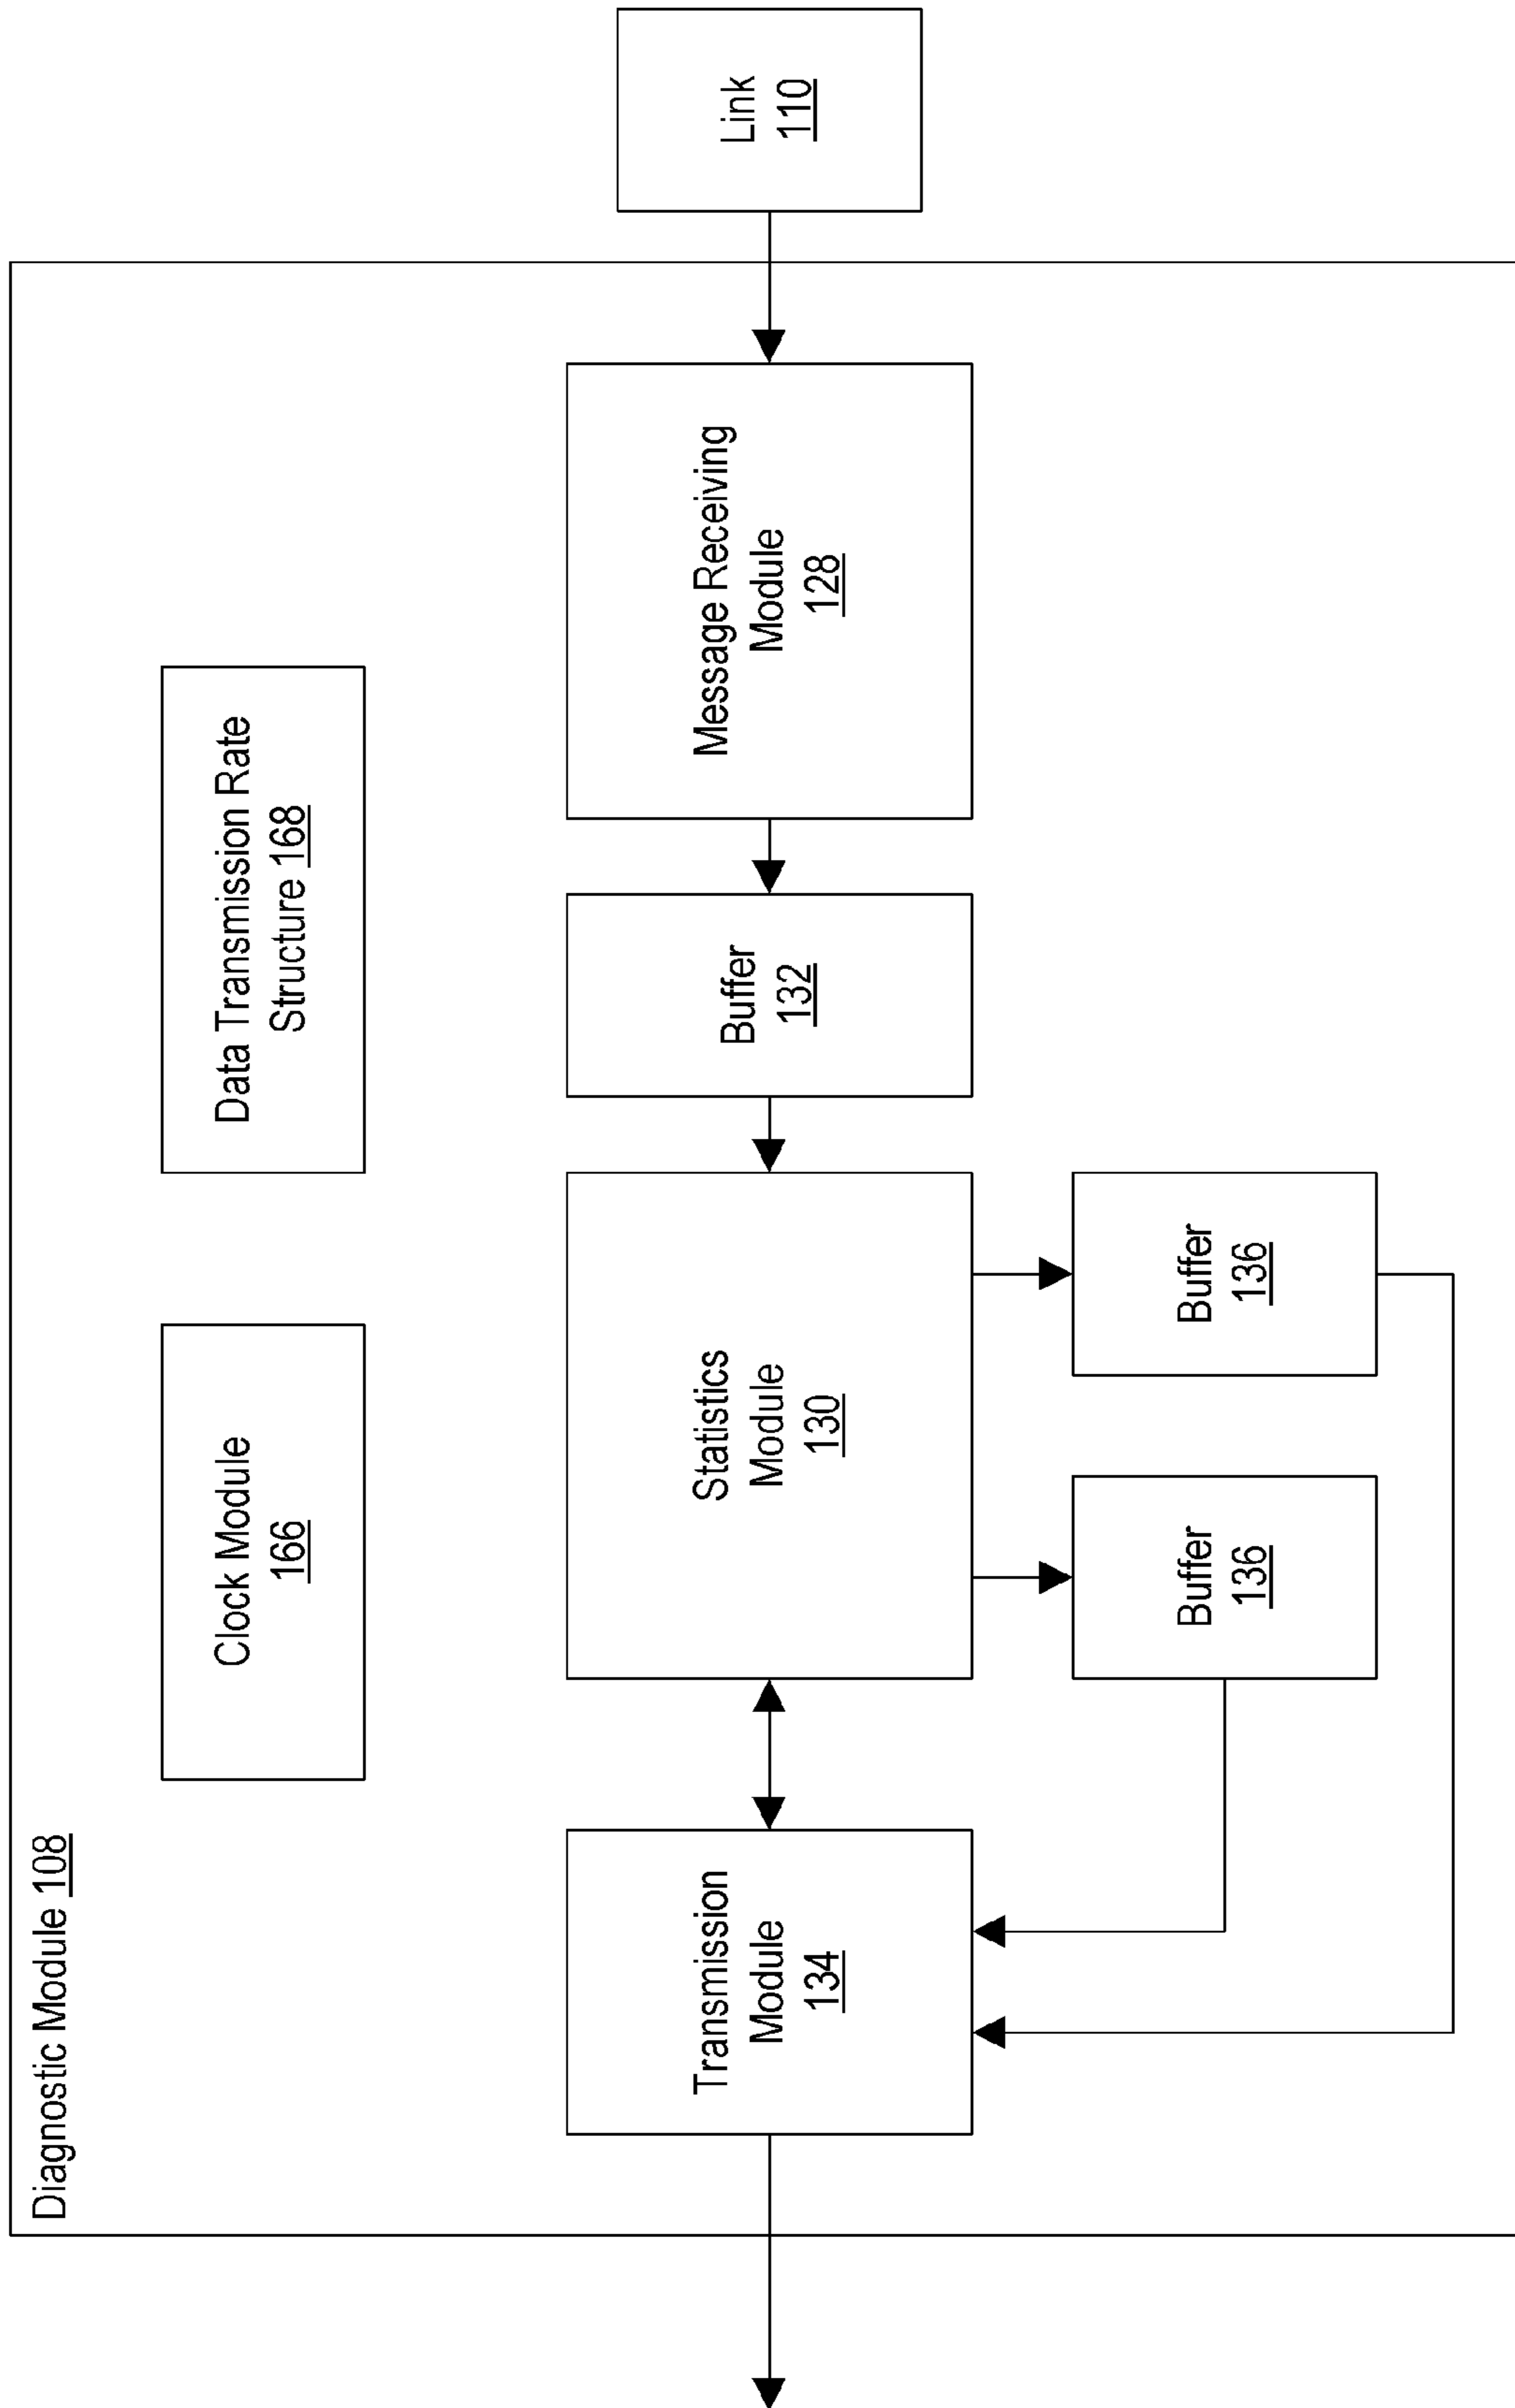 Diagnostic Module 108
Clock Module
166
Data Transmission Rate
Structure 168
Transmission
Module
134
Statistics
Module
130
Buffer
132
Message Receiving
Module
128
Link
110
Buffer
136
Buffer
136